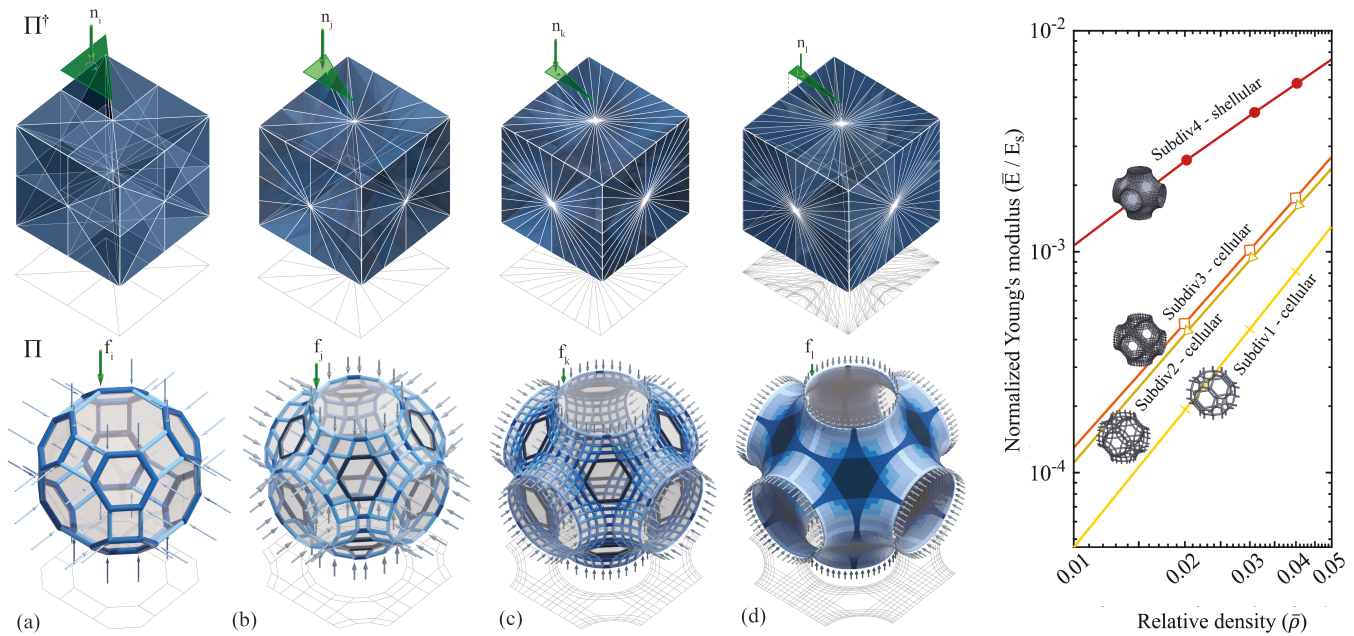 Π†
n_i
n_j
n_k
n_l
Π
f_i
f_j
f_k
f_l
(a)
(b)
(c)
(d)
Normalized Young's modulus (E̅ / E_s)
10⁻²
10⁻³
10⁻⁴
Subdiv4 - shellular
Subdiv3 - cellular
Subdiv2 - cellular
Subdiv1 - cellular
0.01
0.02
0.03
0.04
0.05
Relative density (ρ̅)